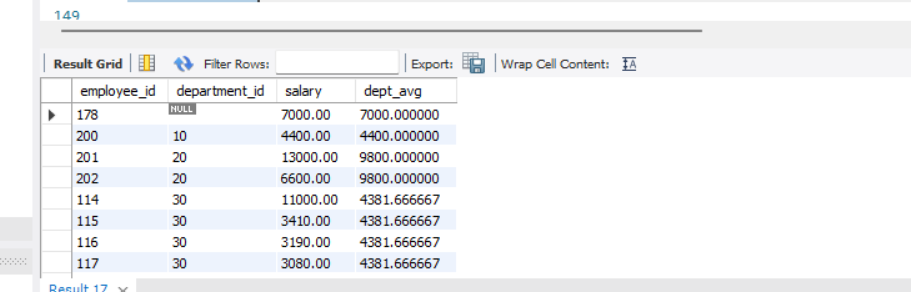 149
Result Grid Filter Rows: Export: Wrap Cell Content: IA
employee_id department_id salary dept_avg
178 NULL 7000.00 7000.000000
200 10 4400.00 4400.000000
201 20 13000.00 9800.000000
202 20 6600.00 9800.000000
114 30 11000.00 4381.666667
115 30 3410.00 4381.666667
116 30 3190.00 4381.666667
117 30 3080.00 4381.666667
Result 17 ×